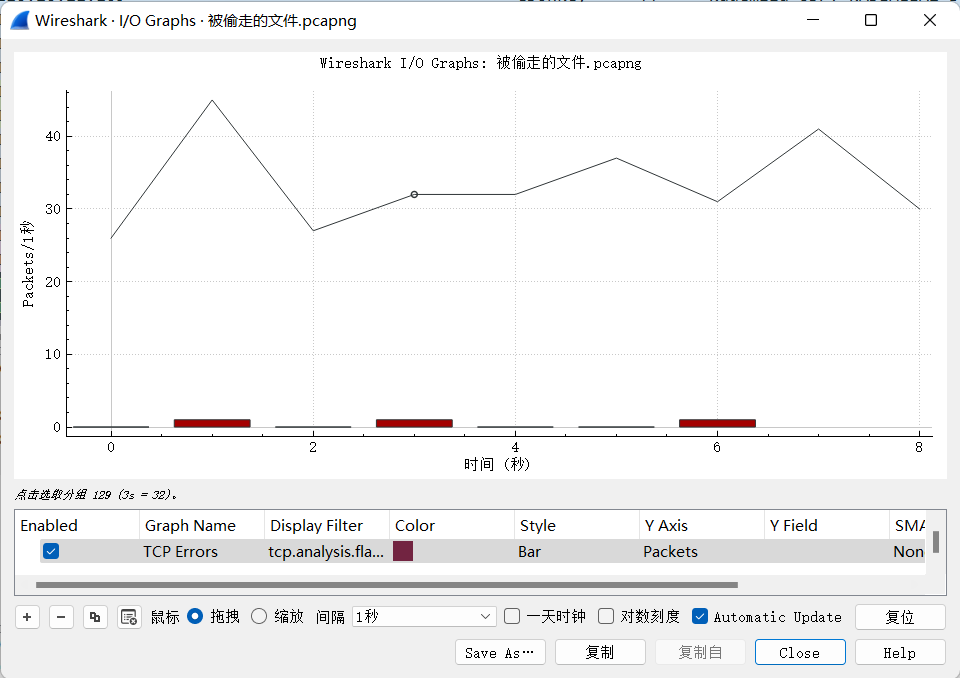 Wireshark · I/O Graphs · 被偷走的文件.pcapng
Wireshark I/O Graphs: 被偷走的文件.pcapng
Packets/1秒
40
30
20
10
0
0 2 4 6 8
时间 (秒)
点击选取分组 129 (3s = 32)。
Enabled Graph Name Display Filter Color Style Y Axis Y Field SMA
TCP Errors tcp.analysis.fla... Bar Packets Non
+ − 鼠标 拖拽 缩放 间隔 1秒 一天时钟 对数刻度 Automatic Update 复位
Save As… 复制 复制自 Close Help